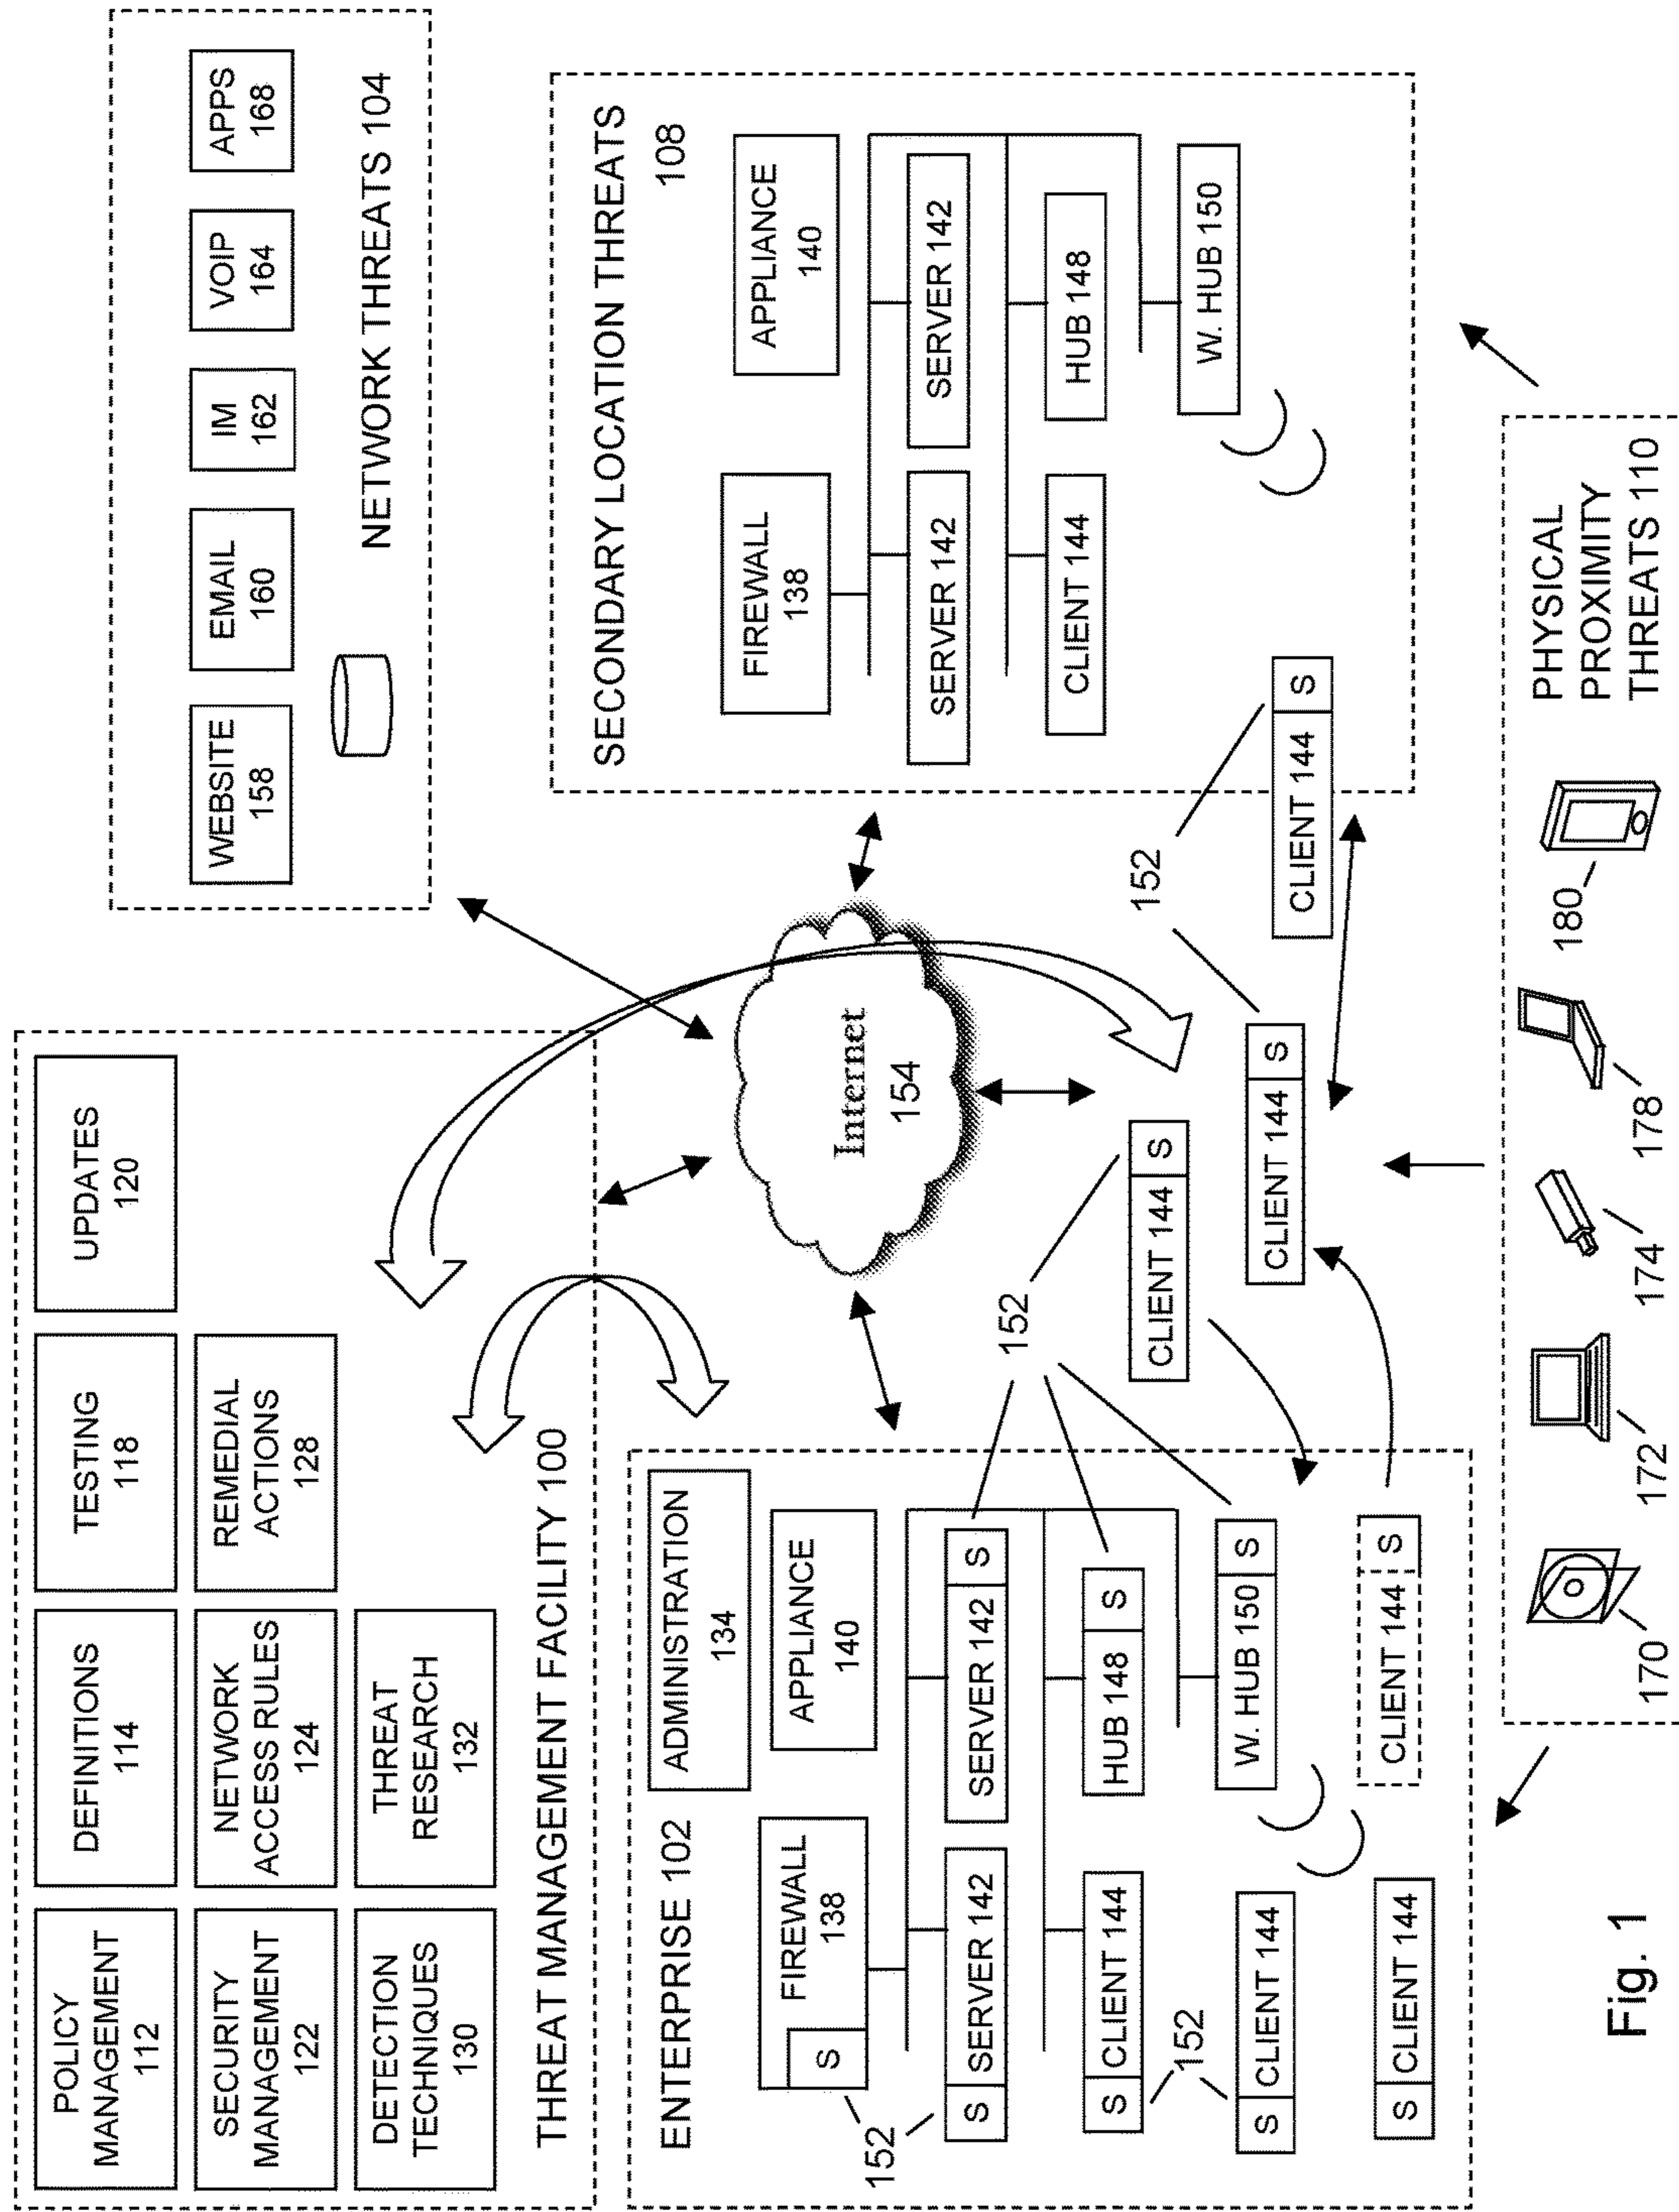 POLICY
MANAGEMENT
112
DEFINITIONS
114
TESTING
118
UPDATES
120
SECURITY
MANAGEMENT
122
NETWORK
ACCESS RULES
124
REMEDIAL
ACTIONS
128
DETECTION
TECHNIQUES
130
THREAT
RESEARCH
132
THREAT MANAGEMENT FACILITY 100
WEBSITE
158
EMAIL
160
IM
162
VOIP
164
APPS
168
NETWORK THREATS 104
ENTERPRISE 102
ADMINISTRATION
134
S
FIREWALL
138
APPLIANCE
140
152
S SERVER 142
SERVER 142 S
S CLIENT 144
HUB 148 S
152
S CLIENT 144
W. HUB 150 S
S CLIENT 144
CLIENT 144 S
Internet
154
152
CLIENT 144 S
CLIENT 144 S
152
CLIENT 144 S
SECONDARY LOCATION THREATS
108
FIREWALL
138
APPLIANCE
140
SERVER 142
SERVER 142
CLIENT 144
HUB 148
W. HUB 150
170
172
174
178
180
PHYSICAL
PROXIMITY
THREATS 110
Fig. 1